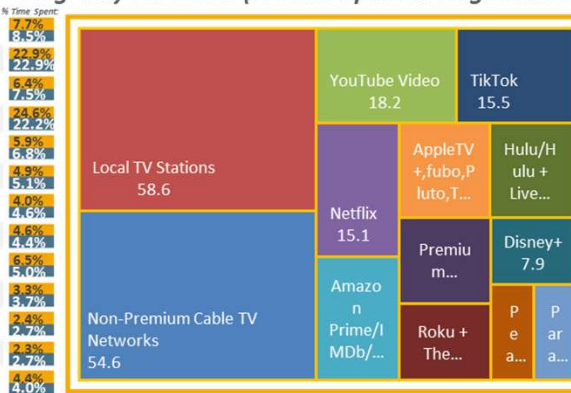 % Time Spent:
7.7%
8.5%
22.9%
22.9%
6.4%
7.5%
24.6%
22.2%
5.9%
6.8%
4.9%
5.1%
4.0%
4.6%
4.6%
4.4%
6.5%
5.0%
3.3%
3.7%
2.4%
2.7%
2.3%
2.7%
4.4%
4.0%
Local TV Stations
58.6
Non-Premium Cable TV
Networks
54.6
YouTube Video
18.2
TikTok
15.5
Netflix
15.1
AppleTV
+,fubo,P
luto,T...
Hulu/H
ulu +
Live...
Premium
m...
Disney+
7.9
Amazo
n
Prime/I
MDb/...
Roku +
The...
P
e
a...
P
ar
a...